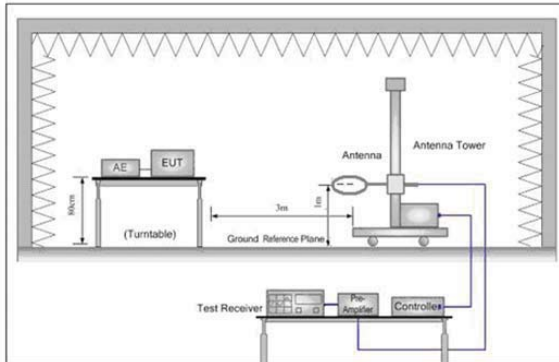 Antenna Tower
Antenna
EUT
AE
80cm
3m
1m
(Turntable)
Ground Reference Plane
Test Receiver
Pre-
Amplifier
Controller